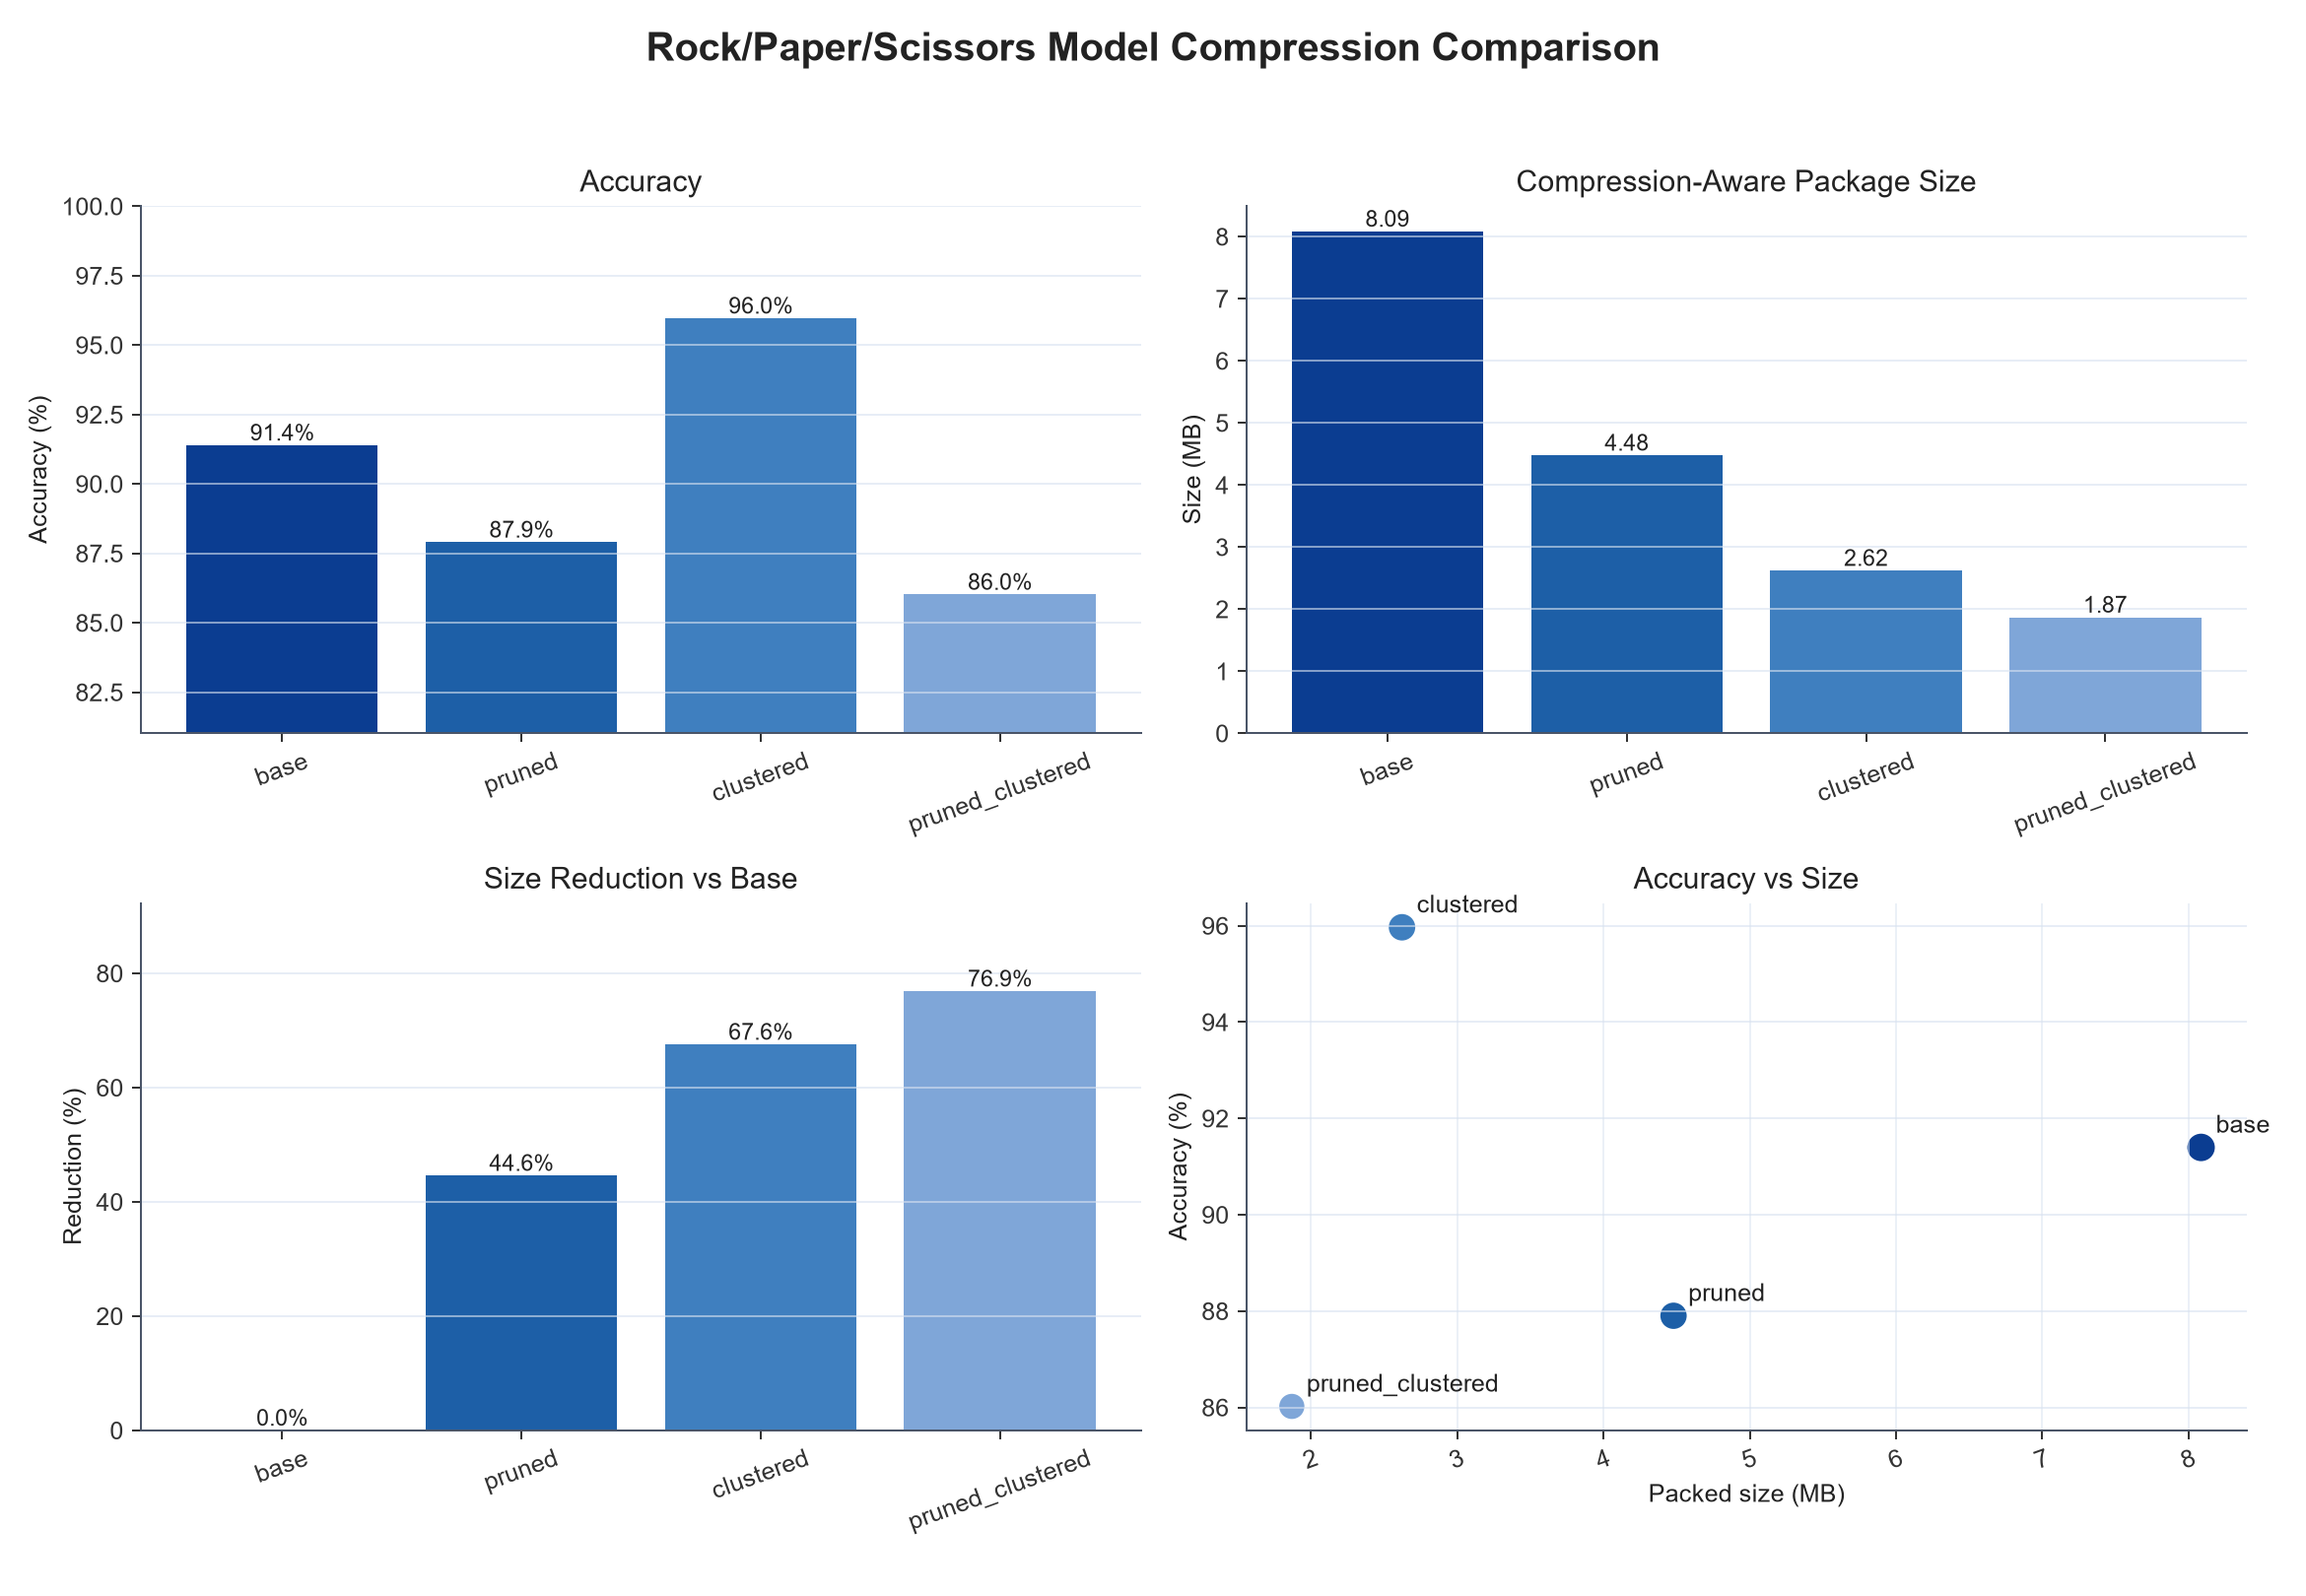 Rock/Paper/Scissors Model Compression Comparison
Accuracy
Accuracy (%)
100.0
97.5
95.0
92.5
90.0
87.5
85.0
82.5
91.4%
87.9%
96.0%
86.0%
base
pruned
clustered
pruned_clustered
Compression-Aware Package Size
Size (MB)
8
7
6
5
4
3
2
1
0
8.09
4.48
2.62
1.87
base
pruned
clustered
pruned_clustered
Size Reduction vs Base
Reduction (%)
80
60
40
20
0
0.0%
44.6%
67.6%
76.9%
base
pruned
clustered
pruned_clustered
Accuracy vs Size
Accuracy (%)
96
94
92
90
88
86
clustered
base
pruned
pruned_clustered
2 3 4 5 6 7 8
Packed size (MB)